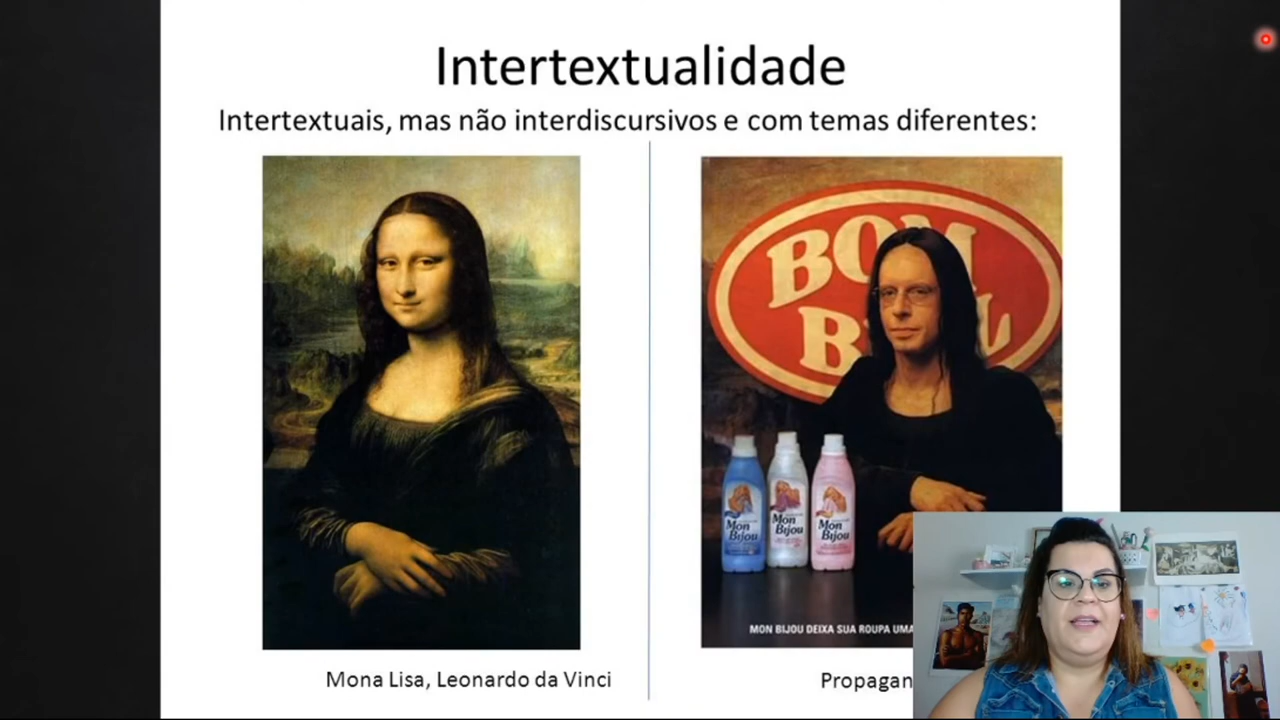 Intertextualidade
Intertextuais, mas não interdiscursivos e com temas diferentes:
BOM
Mon
Bijou
Mon
Bijou
Mon
Bijou
MON BIJOU DEIXA SUA ROUPA UMA
Mona Lisa, Leonardo da Vinci